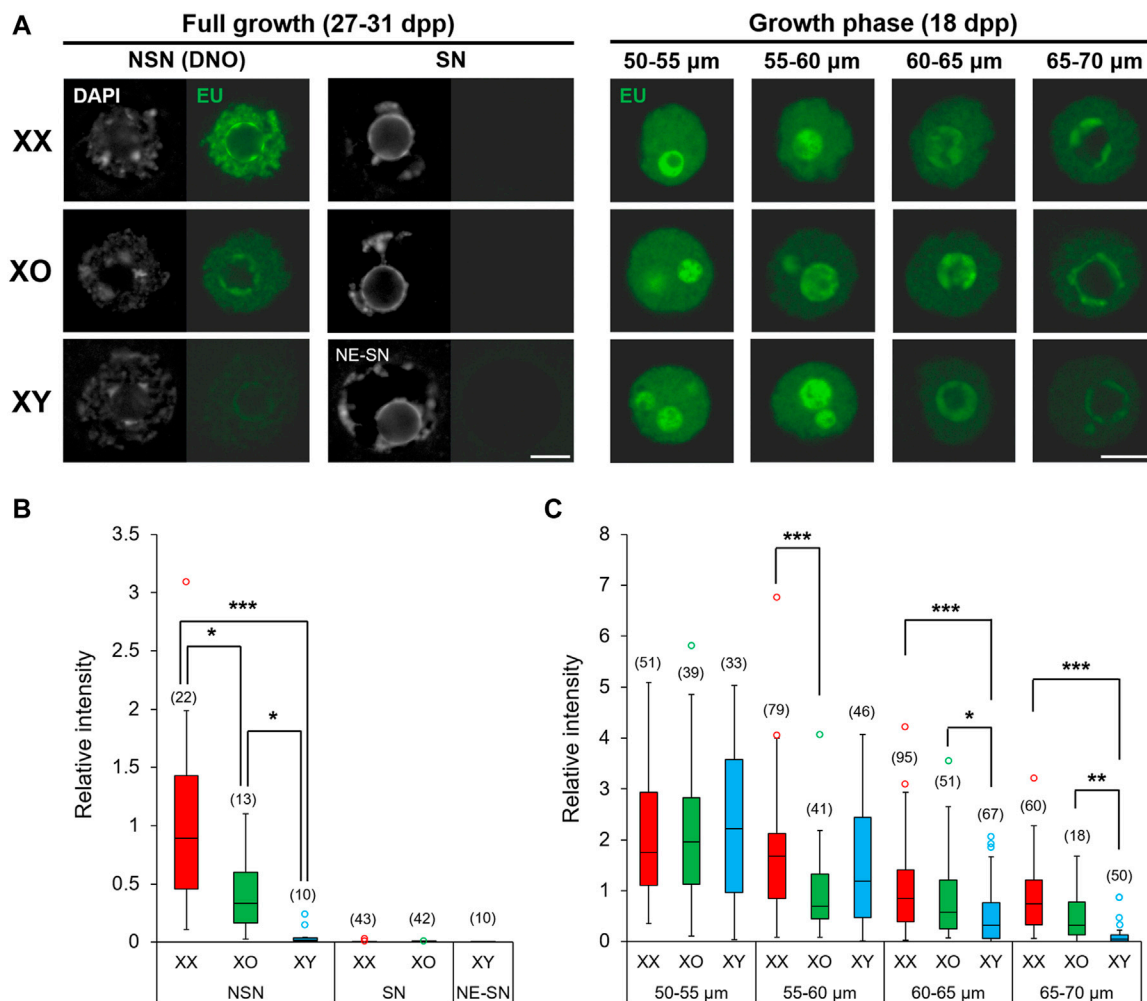 A
Full growth (27-31 dpp)
Growth phase (18 dpp)
NSN (DNO)
SN
50-55 µm
55-60 µm
60-65 µm
65-70 µm
DAPI
EU
EU
XX
XO
XY
NE-SN
B
Relative intensity
3.5
3
2.5
2
1.5
1
0.5
0
***
*
*
(22)
(13)
(10)
(43)
(42)
(10)
XX
XO
XY
XX
XO
XY
NSN
SN
NE-SN
C
Relative intensity
8
7
6
5
4
3
2
1
0
***
***
***
*
**
(51)
(39)
(33)
(79)
(41)
(46)
(95)
(51)
(67)
(60)
(18)
(50)
XX
XO
XY
XX
XO
XY
XX
XO
XY
XX
XO
XY
50-55 µm
55-60 µm
60-65 µm
65-70 µm